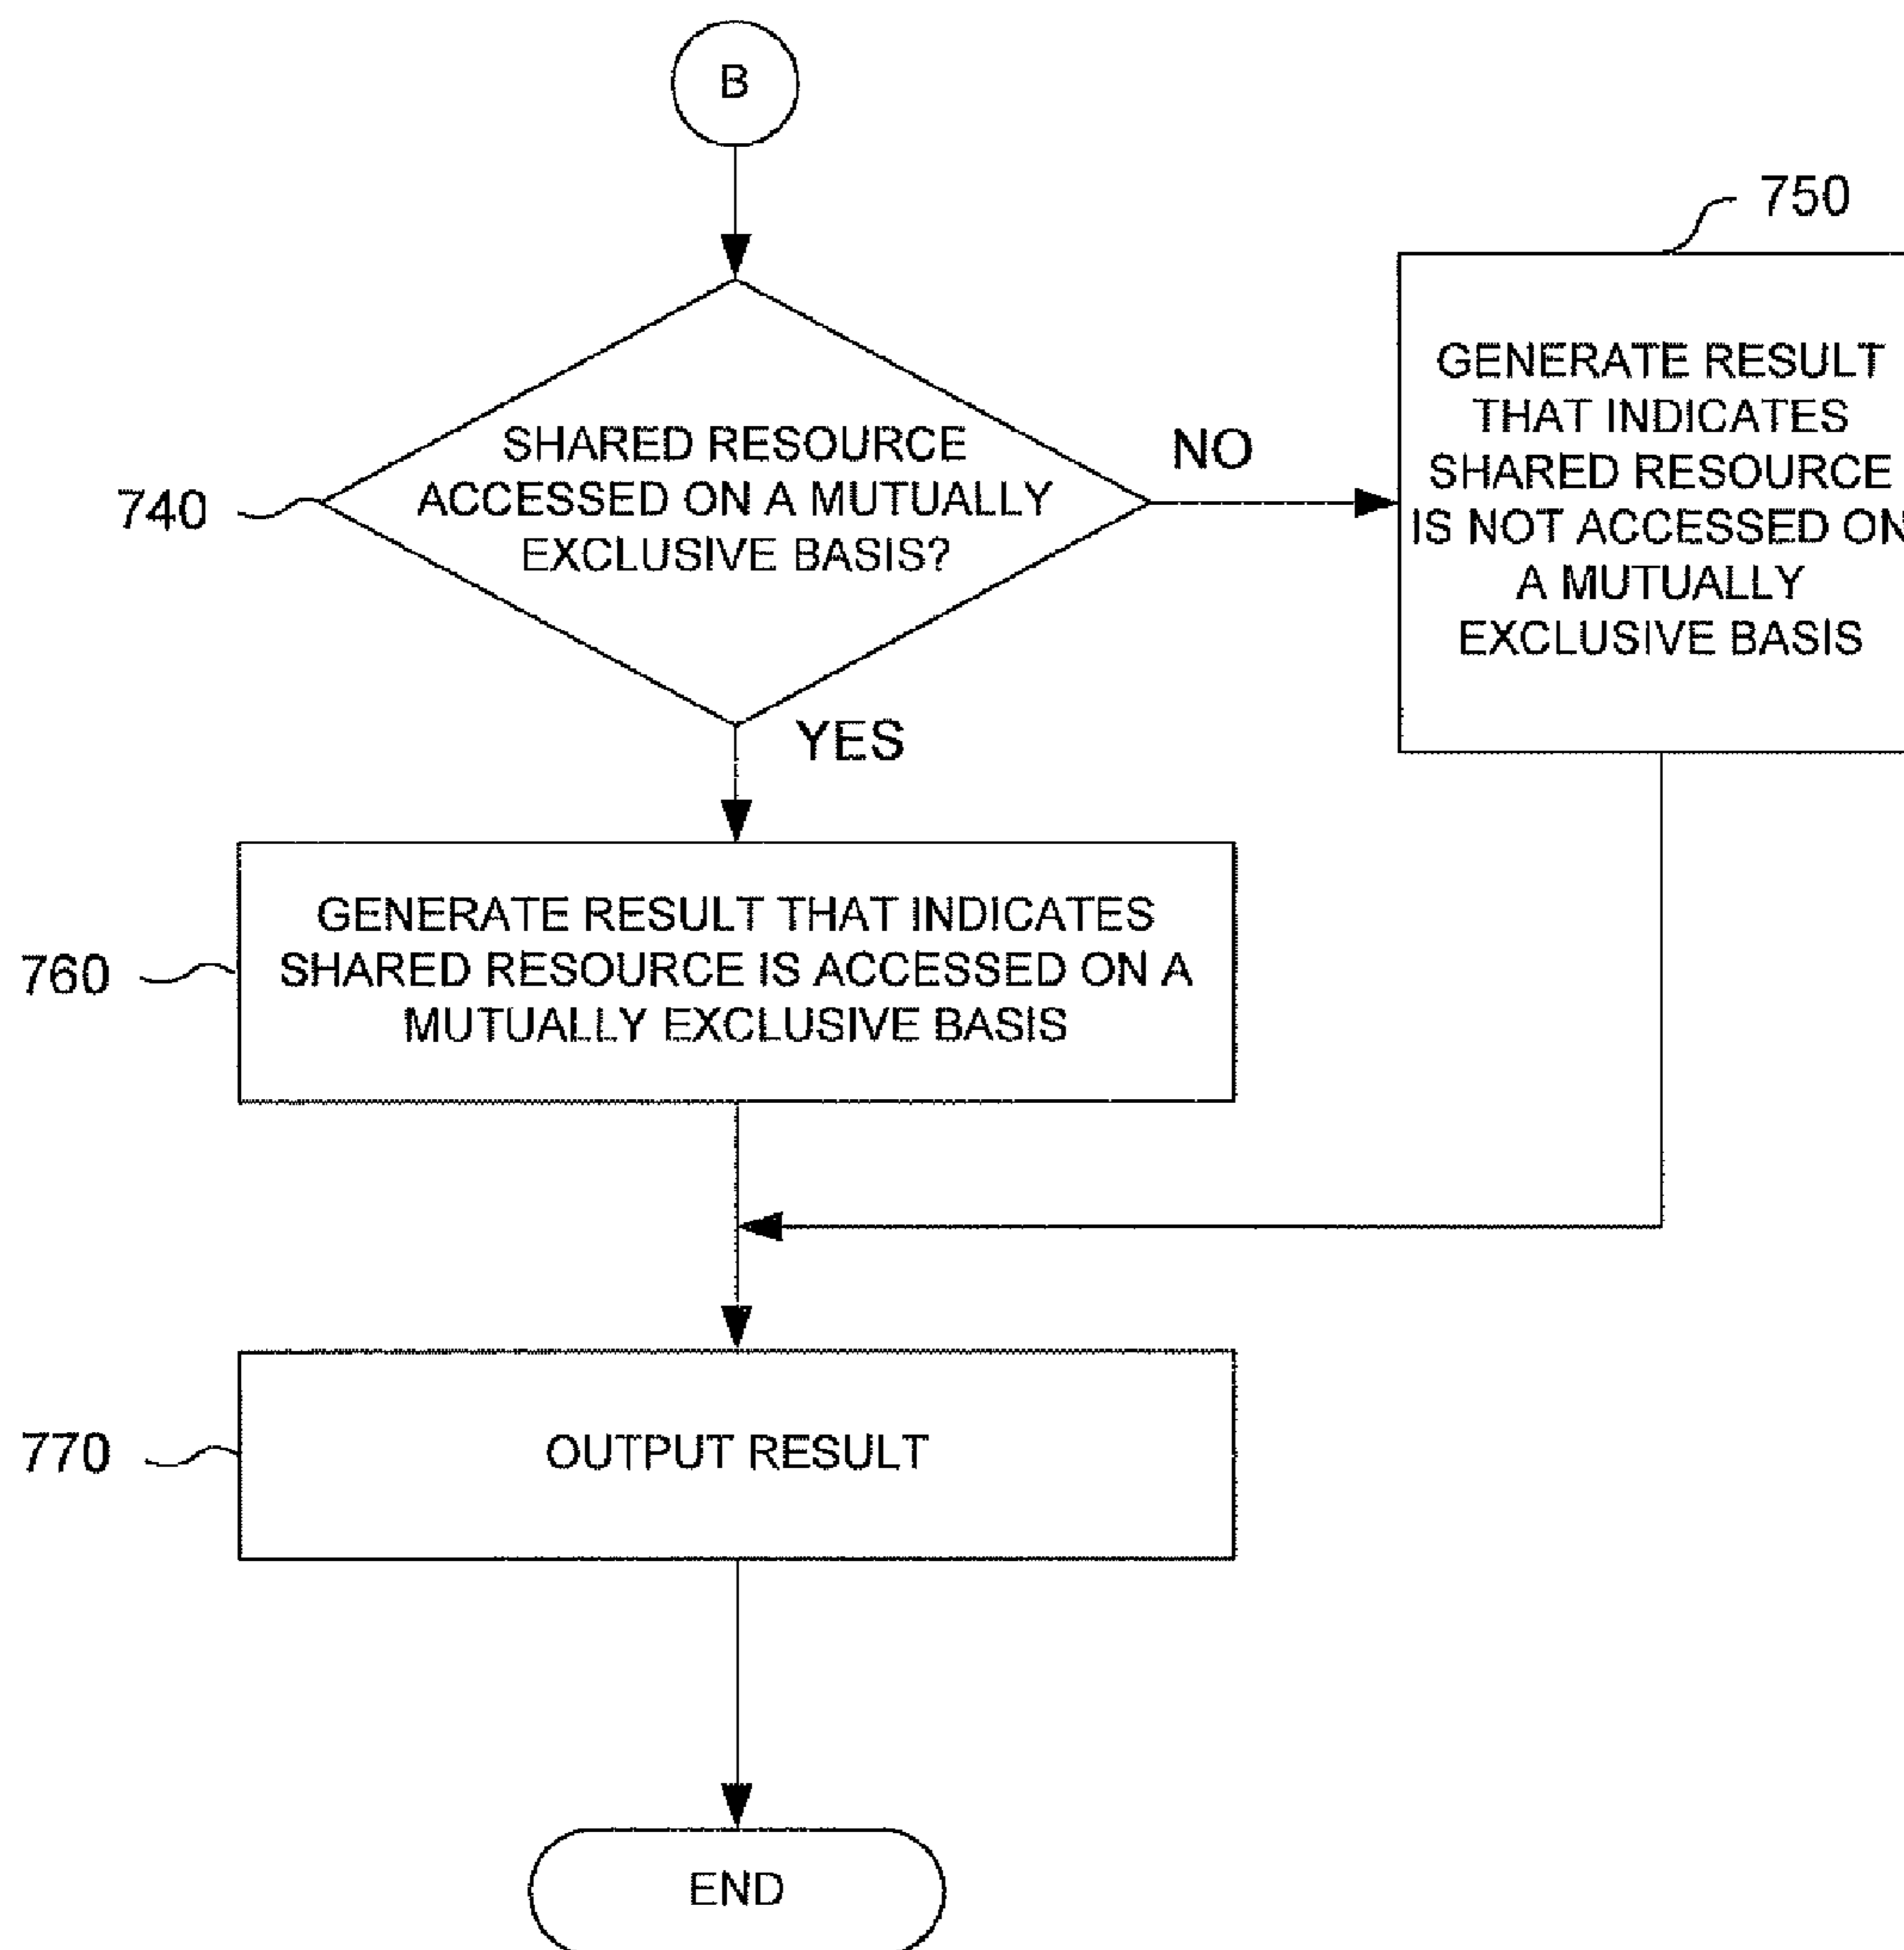 B
750
SHARED RESOURCE
ACCESSED ON A MUTUALLY
EXCLUSIVE BASIS?
740
NO
GENERATE RESULT
THAT INDICATES
SHARED RESOURCE
IS NOT ACCESSED ON
A MUTUALLY
EXCLUSIVE BASIS
YES
GENERATE RESULT THAT INDICATES
SHARED RESOURCE IS ACCESSED ON A
MUTUALLY EXCLUSIVE BASIS
760
770
OUTPUT RESULT
END